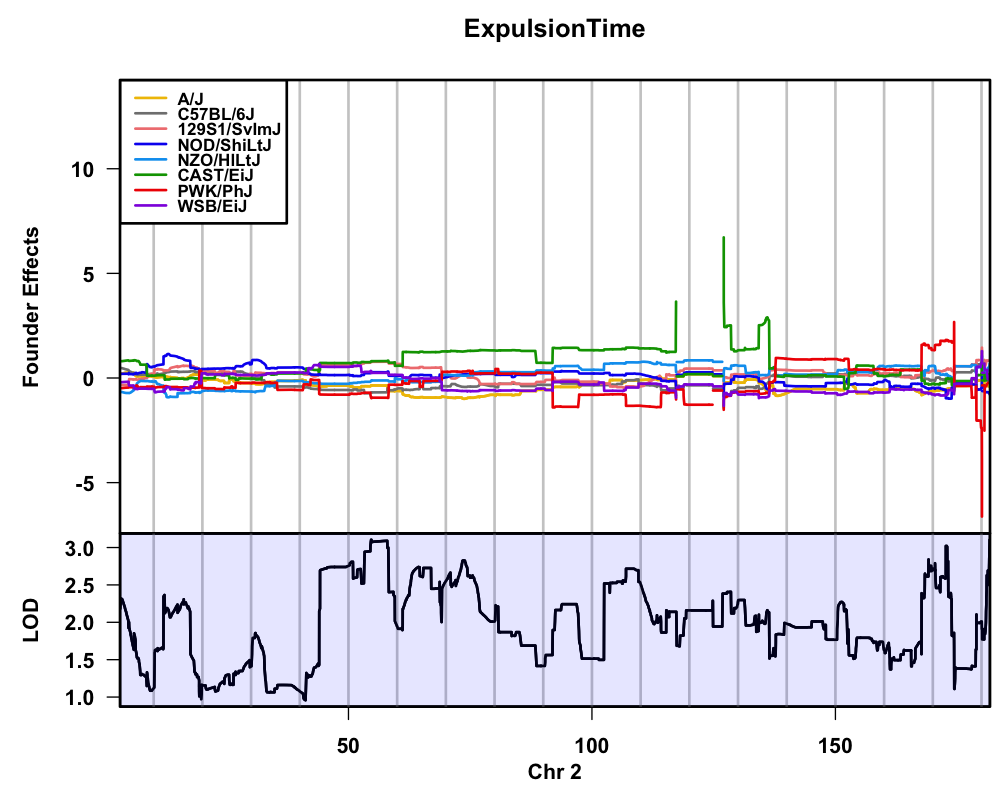 ExpulsionTime
A/J
C57BL/6J
129S1/SvImJ
NOD/ShiLtJ
NZO/HlLtJ
CAST/EiJ
PWK/PhJ
WSB/EiJ
Founder Effects
10
5
0
-5
LOD
3.0
2.5
2.0
1.5
1.0
50
100
150
Chr 2